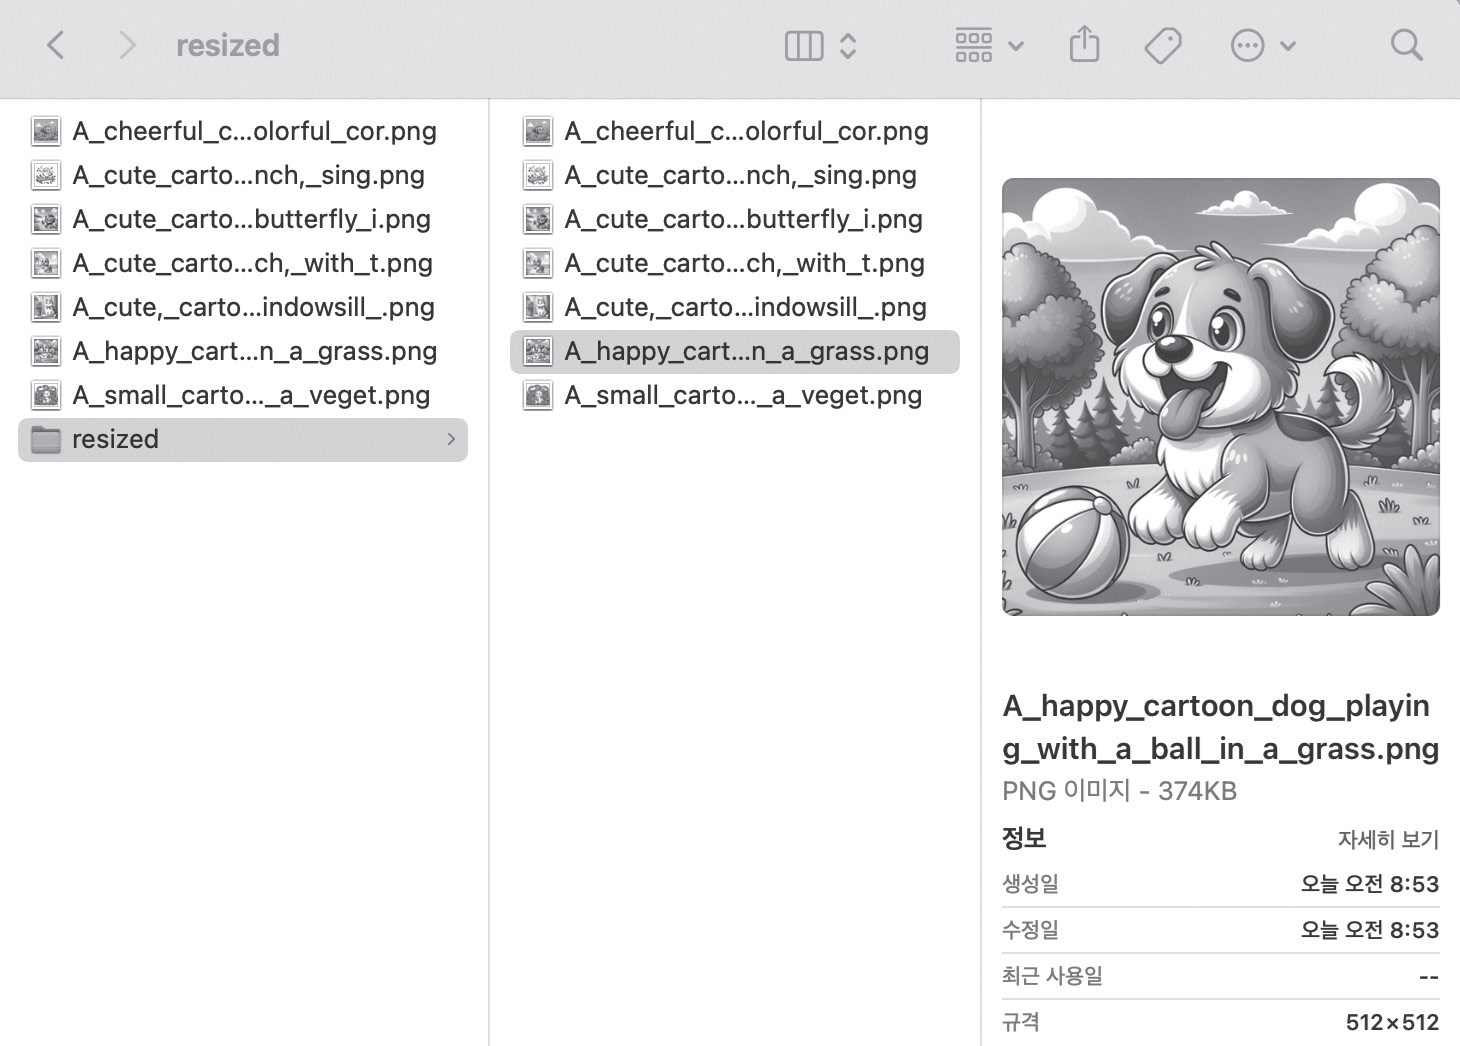 resized
A_cheerful_c...olorful_cor.png
A_cute_carto...nch,_sing.png
A_cute_carto...butterfly_i.png
A_cute_carto...ch,_with_t.png
A_cute,_carto...indowsill_.png
A_happy_cart...n_a_grass.png
A_small_carto..._a_veget.png
resized
A_cheerful_c...olorful_cor.png
A_cute_carto...nch,_sing.png
A_cute_carto...butterfly_i.png
A_cute_carto...ch,_with_t.png
A_cute,_carto...indowsill_.png
A_happy_cart...n_a_grass.png
A_small_carto..._a_veget.png
A_happy_cartoon_dog_playin
g_with_a_ball_in_a_grass.png
PNG 이미지 - 374KB
정보 자세히 보기
생성일 오늘 오전 8:53
수정일 오늘 오전 8:53
최근 사용일 --
규격 512×512